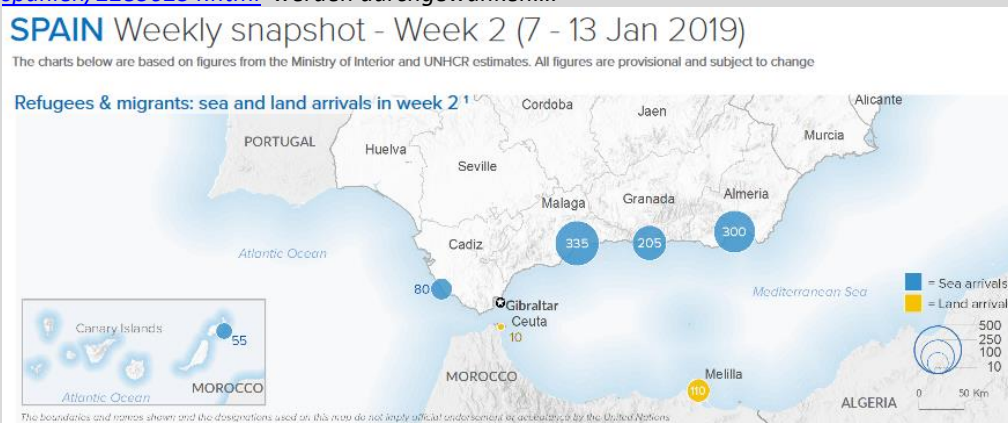 werden durchgewunken...
SPAIN Weekly snapshot - Week 2 (7 - 13 Jan 2019)
The charts below are based on figures from the Ministry of Interior and UNHCR estimates. All figures are provisional and subject to change
Refugees & migrants: sea and land arrivals in week 2 1
Cordoba
Alicante
Jaen
PORTUGAL
Huelva
Murcia
Seville
Malaga
Granada
Almeria
335
205
300
Atlantic Ocean
Cadiz
80
Mediterranean Sea
= Sea arrivals
= Land arrival
Gibraltar
Ceuta
10
500
250
100
10
Canary Islands
55
MOROCCO
Atlantic Ocean
MOROCCO
Melilla
110
ALGERIA
0 50 Km
The boundaries and names shown and the designations used on this map do not imply official endorsement or acceptance by the United Nations